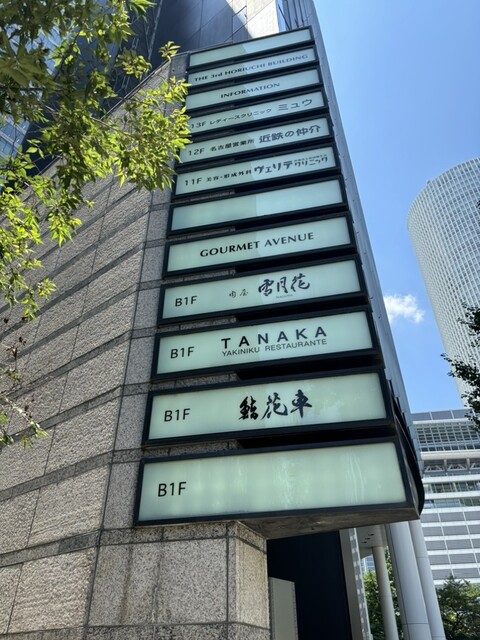 THE 3rd HORIUCHI BUILDING
INFORMATION
13F レディースクリニック ミュウ
12F 名古屋営業所 近鉄の仲介
11F 美容・形成外科 ヴェリテクリニック
GOURMET AVENUE
B1F 肉屋 雪月花
B1F TANAKA
YAKINIKU RESTAURANTE
B1F 鮨花車
B1F